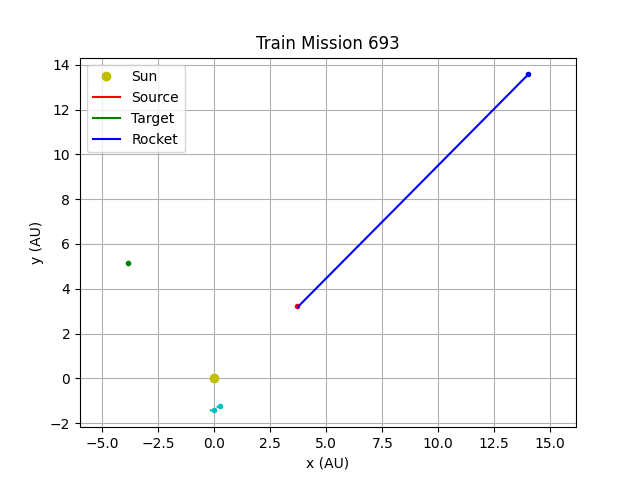 Train Mission 693
Sun
Source
Target
Rocket
y (AU)
14
12
10
8
6
4
2
0
−2
−5.0 −2.5 0.0 2.5 5.0 7.5 10.0 12.5 15.0
x (AU)